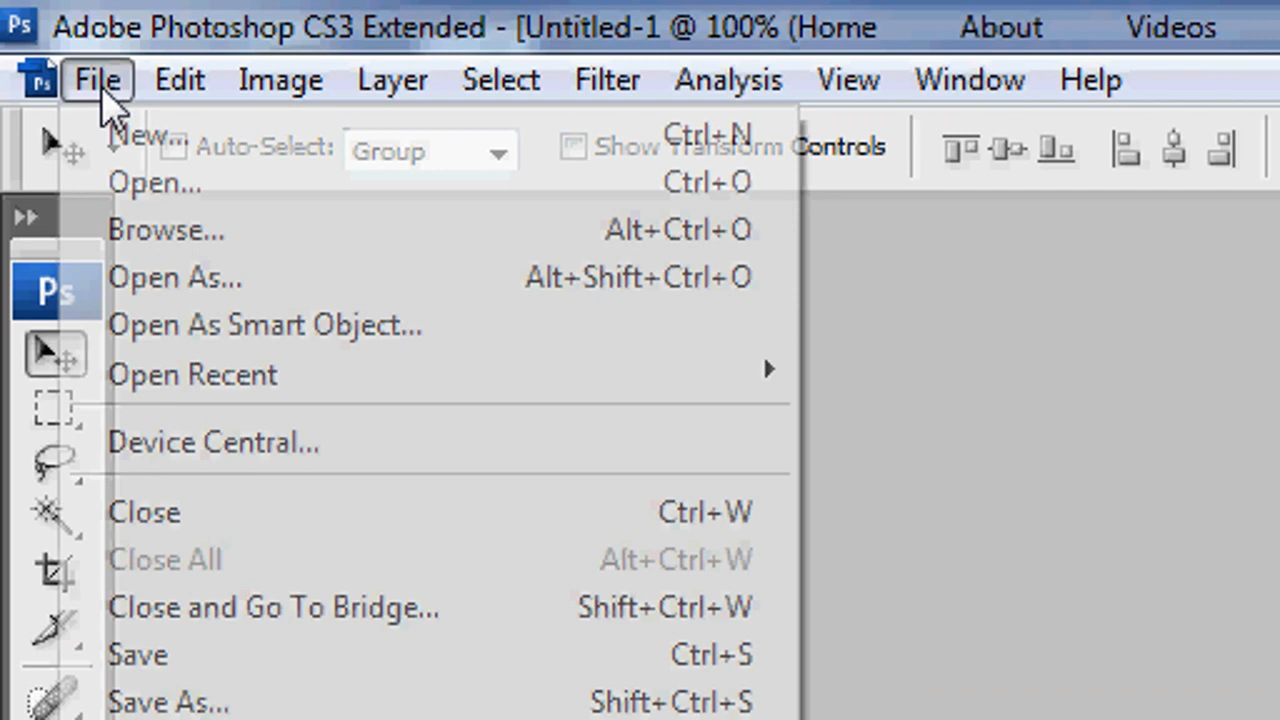 Ps Adobe Photoshop CS3 Extended - [Untitled-1 @ 100% (Home About Videos
Ps File Edit Image Layer Select Filter Analysis View Window Help
Auto-Select: Group Show Transform Controls
New... Ctrl+N
Open... Ctrl+O
Browse... Alt+Ctrl+O
Ps
Open As... Alt+Shift+Ctrl+O
Open As Smart Object...
Open Recent
Device Central...
Close Ctrl+W
Close All Alt+Ctrl+W
Close and Go To Bridge... Shift+Ctrl+W
Save Ctrl+S
Save As... Shift+Ctrl+S